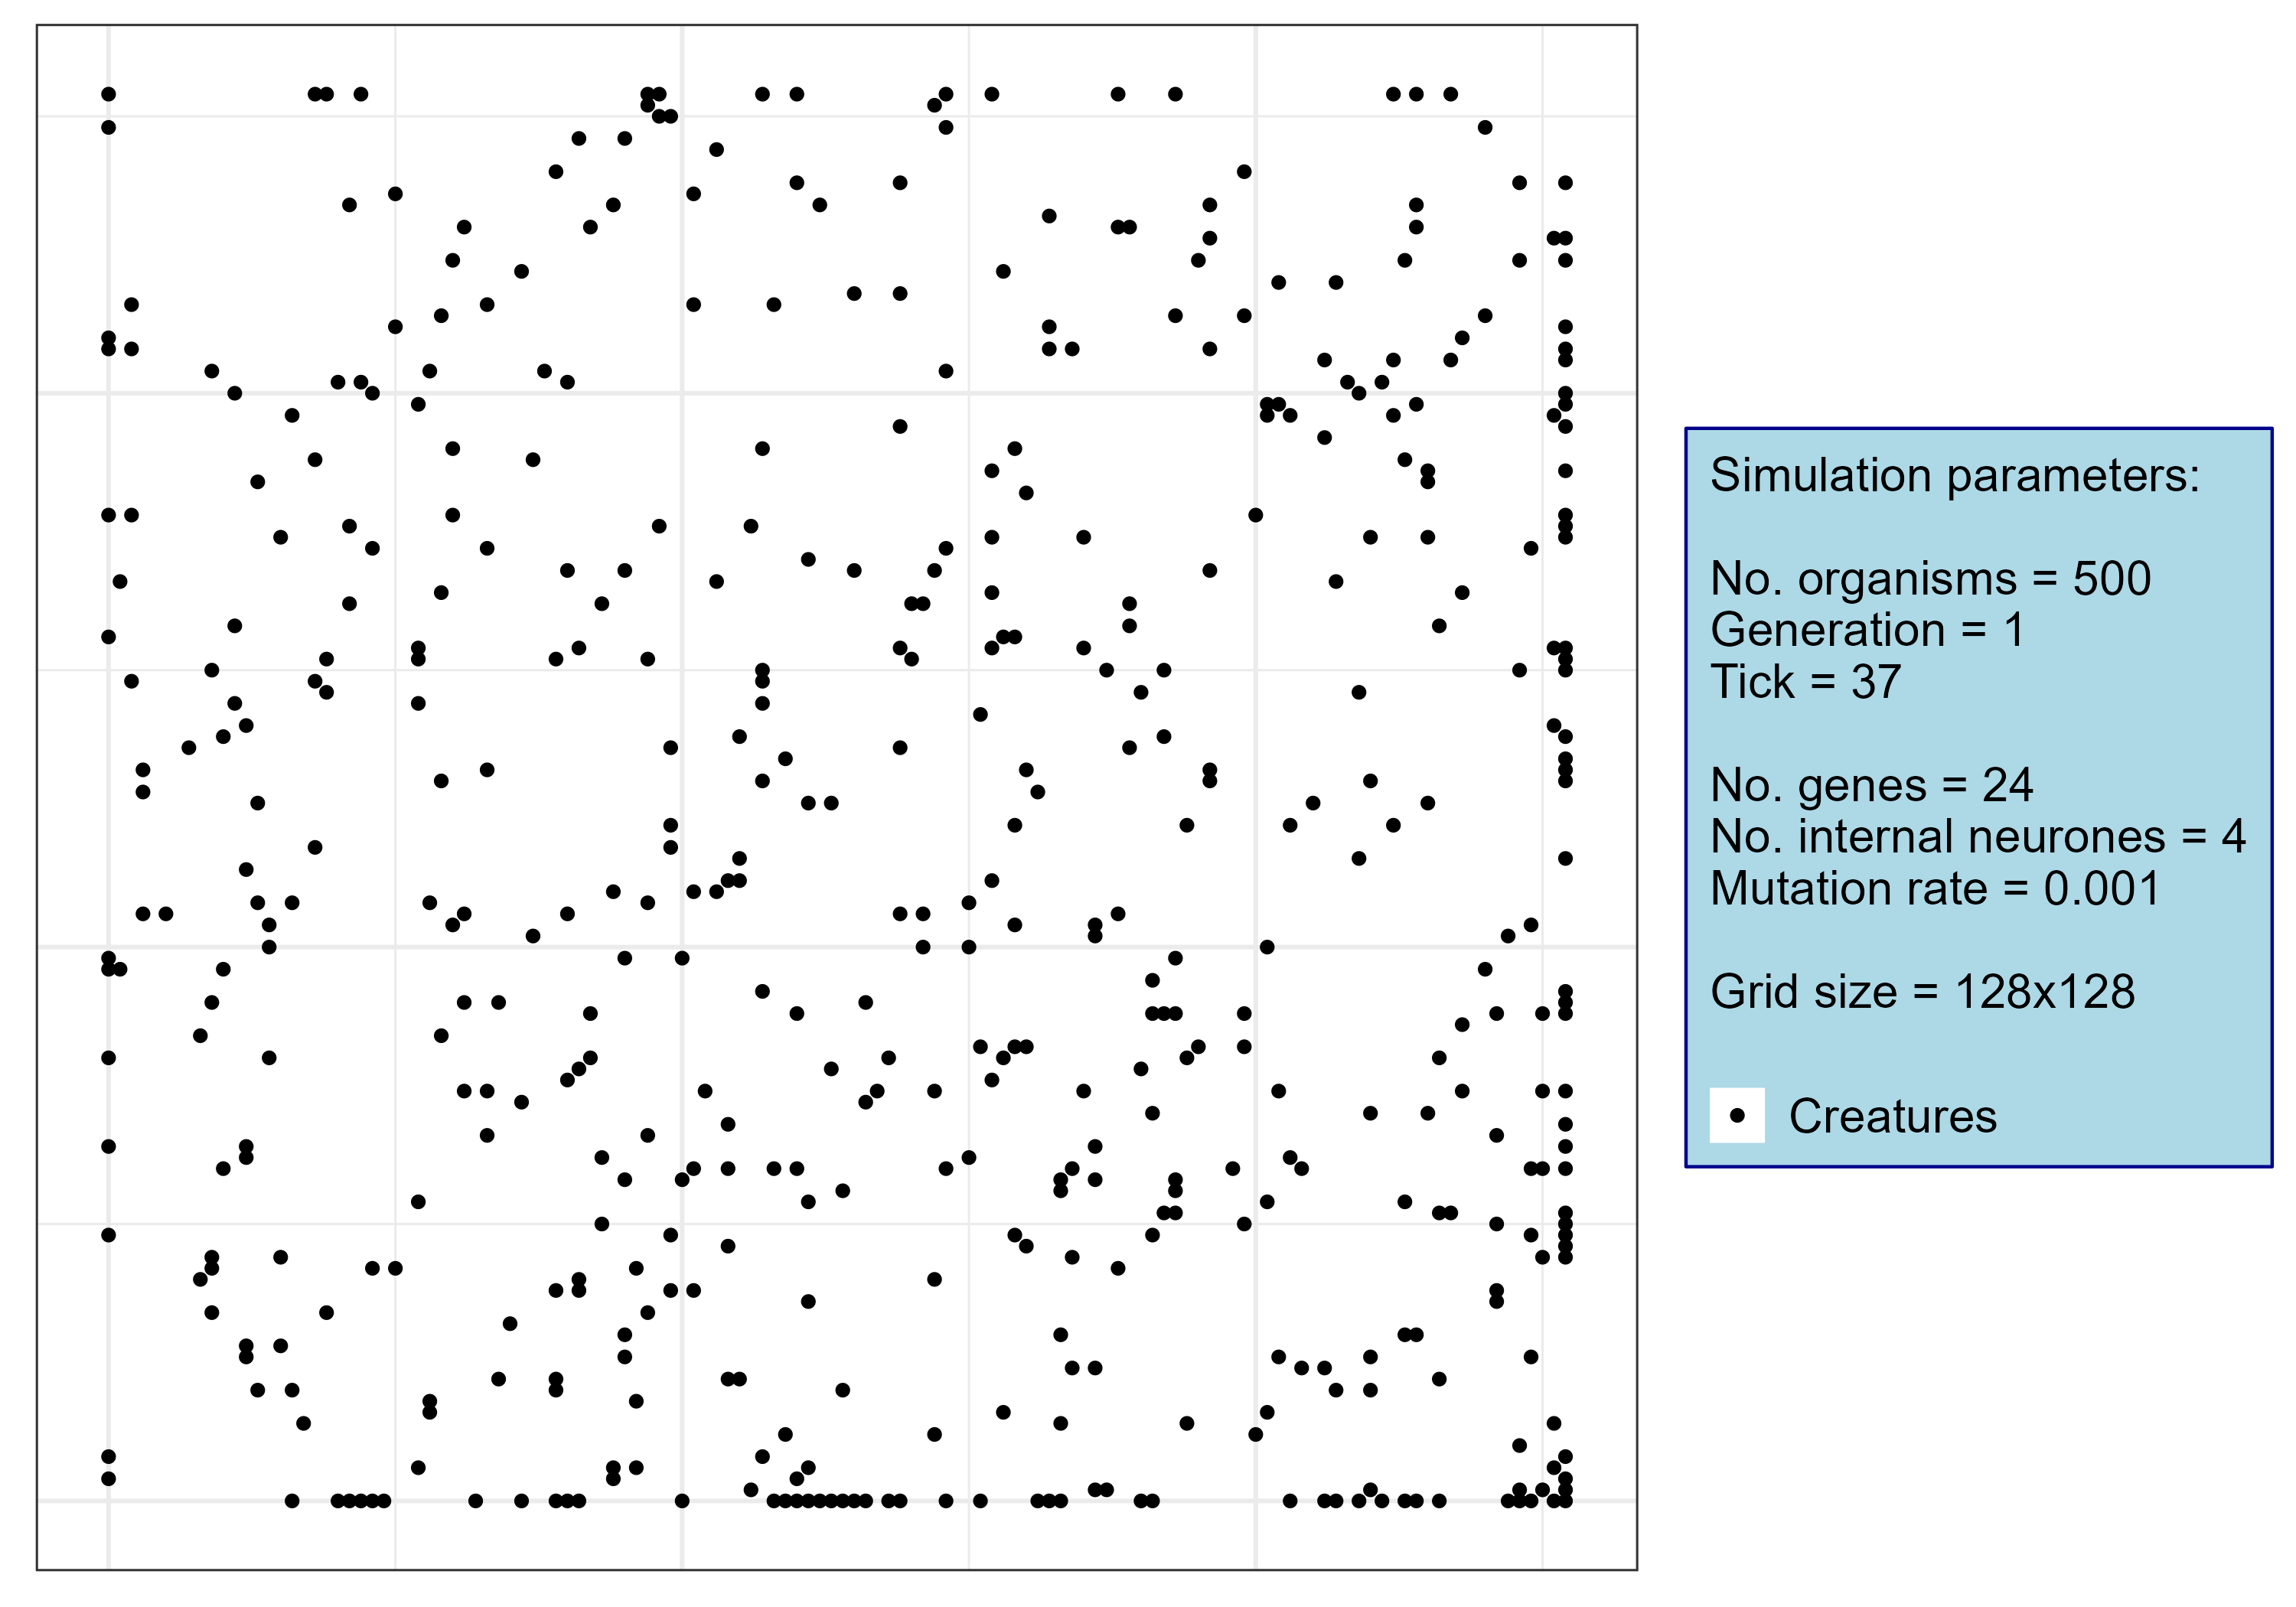 Simulation parameters:
No. organisms = 500
Generation = 1
Tick = 37
No. genes = 24
No. internal neurones = 4
Mutation rate = 0.001
Grid size = 128x128
Creatures